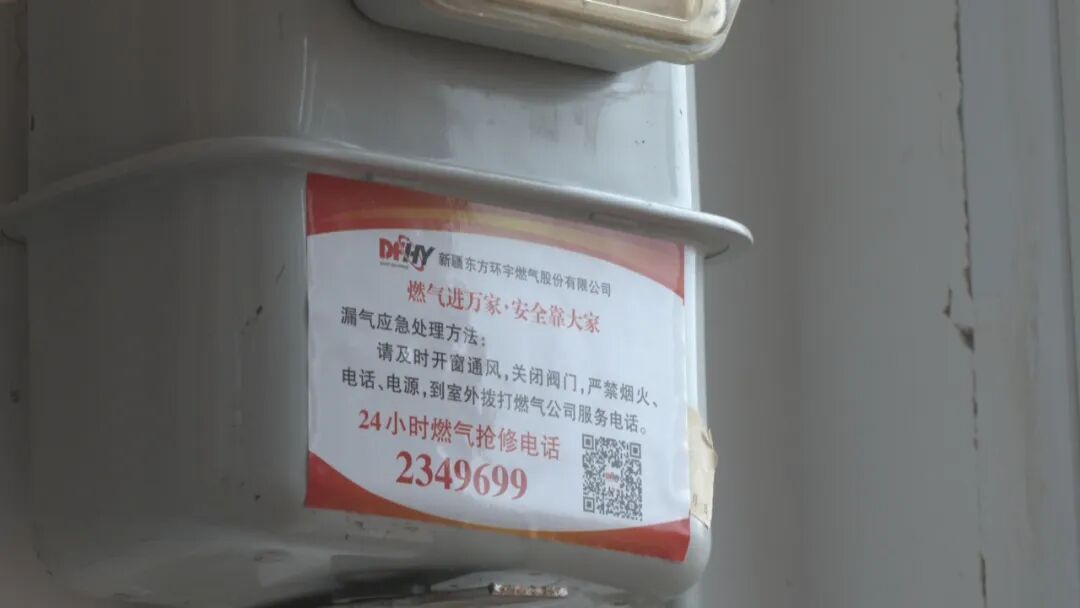 DFHY 新疆东方环宇燃气股份有限公司
燃气进万家·安全靠大家
漏气应急处理方法：
请及时开窗通风，关闭阀门，严禁烟火、
电话、电源，到室外拨打燃气公司服务电话。
24小时燃气抢修电话
2349699